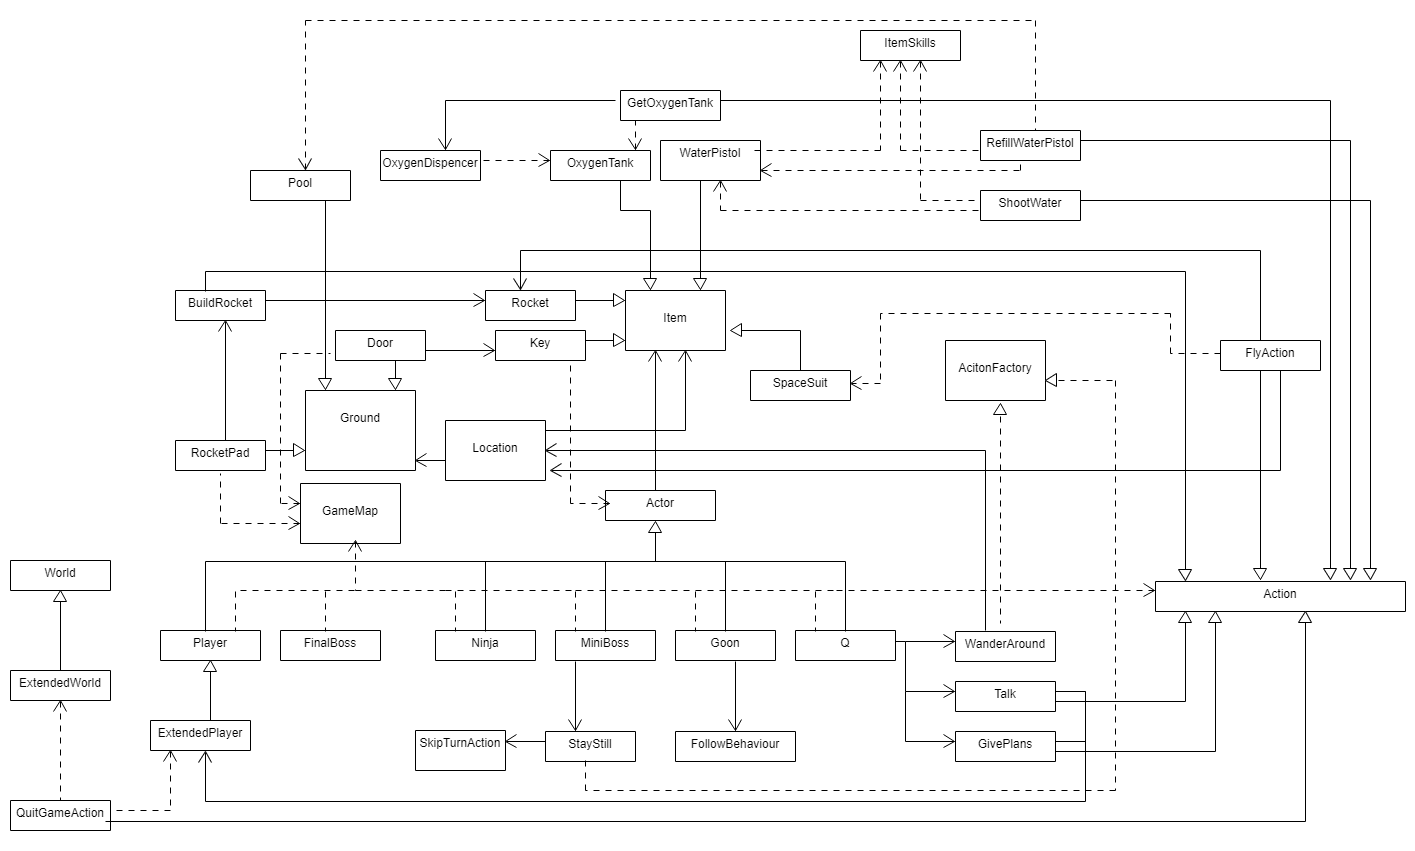 ItemSkills
GetOxygenTank
RefillWaterPistol
OxygenDispencer
OxygenTank
WaterPistol
Pool
ShootWater
BuildRocket
Rocket
Item
Door
Key
FlyAction
AcitonFactory
SpaceSuit
Ground
Location
RocketPad
GameMap
Actor
World
Action
Player
FinalBoss
Ninja
MiniBoss
Goon
Q
WanderAround
ExtendedWorld
Talk
ExtendedPlayer
SkipTurnAction
StayStill
FollowBehaviour
GivePlans
QuitGameAction